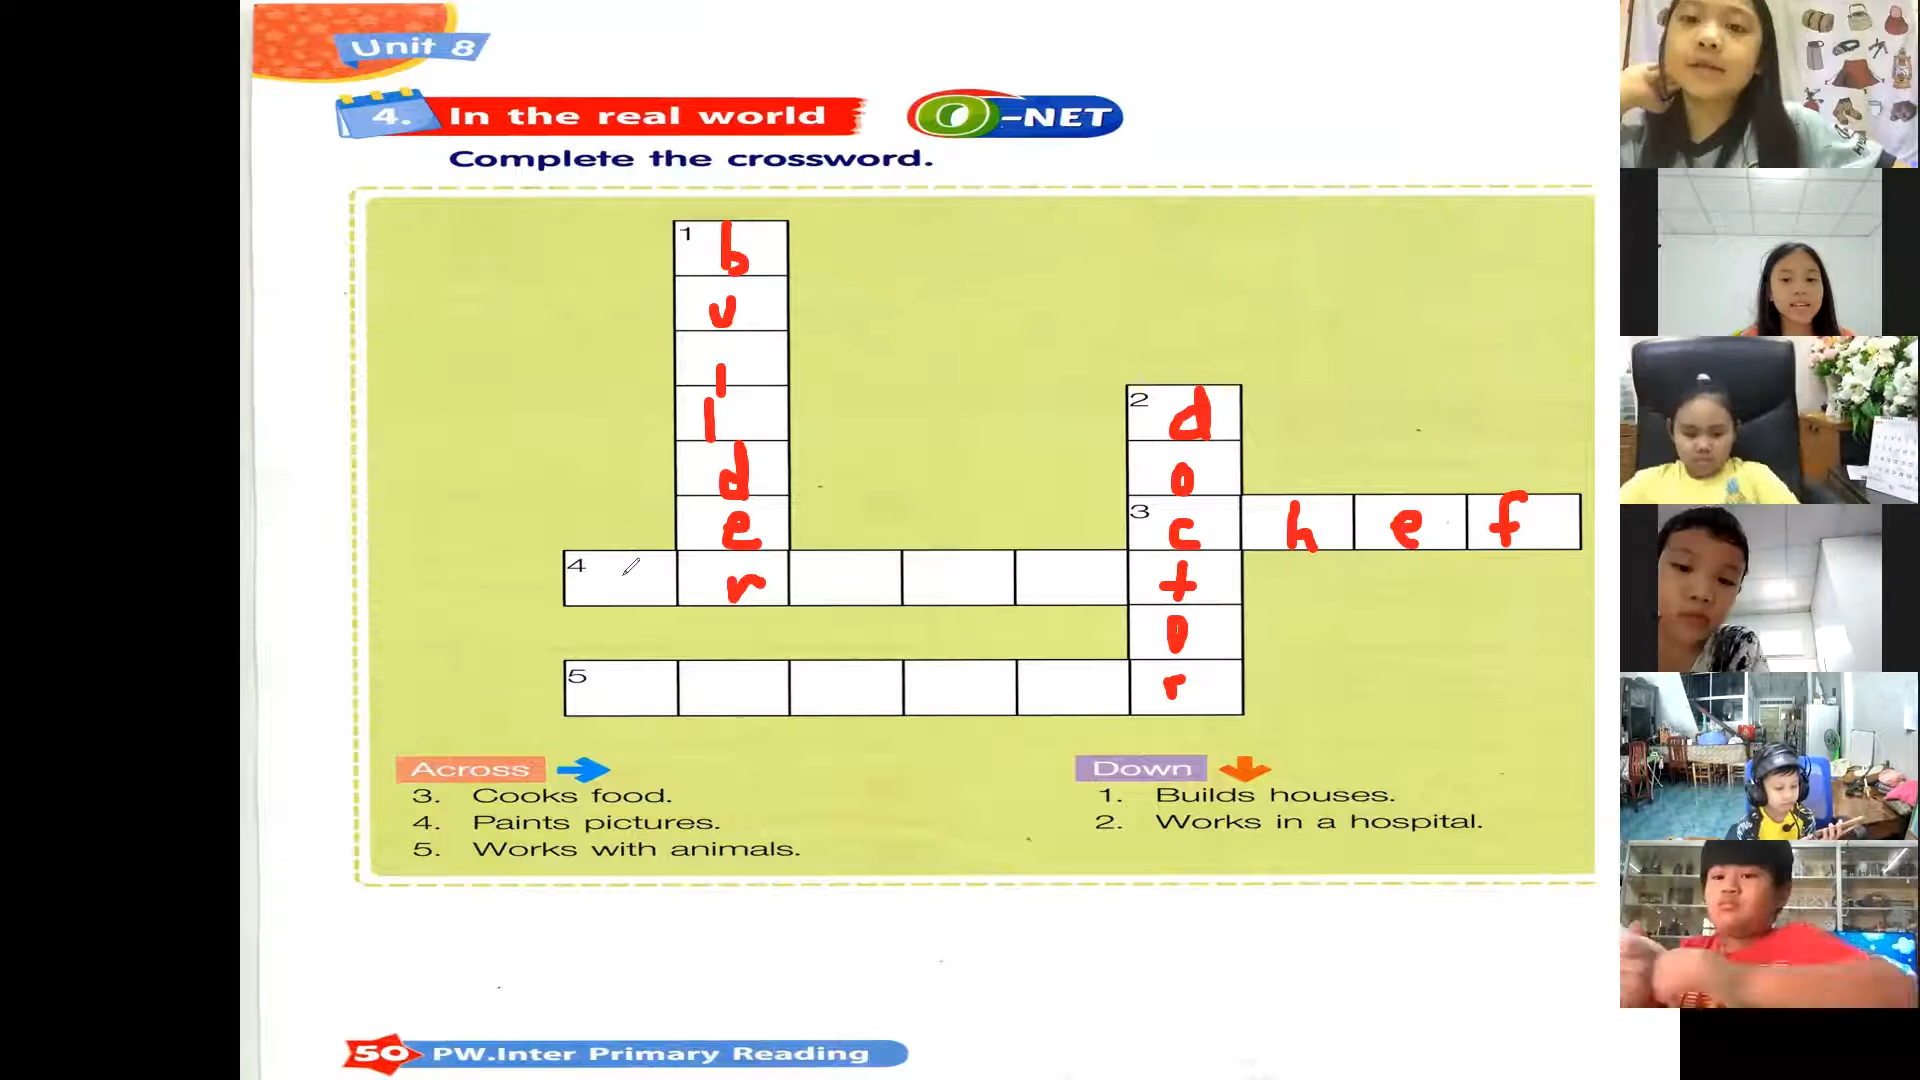 Unit 8
4. In the real world O-NET
Complete the crossword.
1 b
u
i
l
2 d
d
o
e
3 c h e f
4 r t
o
5 r
Across Down
3. Cooks food. 1. Builds houses.
4. Paints pictures. 2. Works in a hospital.
5. Works with animals.
50 PW.Inter Primary Reading